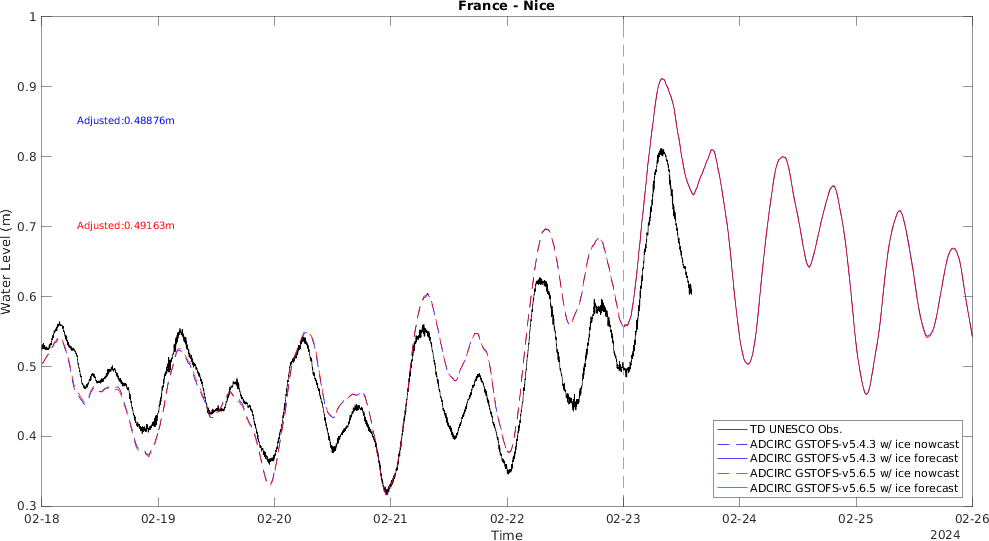 France - Nice
1
0.9
0.8
0.7
0.6
0.5
0.4
0.3
Water Level (m)
Adjusted:0.48876m
Adjusted:0.49163m
TD UNESCO Obs.
ADCIRC GSTOFS-v5.4.3 w/ ice nowcast
ADCIRC GSTOFS-v5.4.3 w/ ice forecast
ADCIRC GSTOFS-v5.6.5 w/ ice nowcast
ADCIRC GSTOFS-v5.6.5 w/ ice forecast
02-18 02-19 02-20 02-21 02-22 02-23 02-24 02-25 02-26
Time
2024